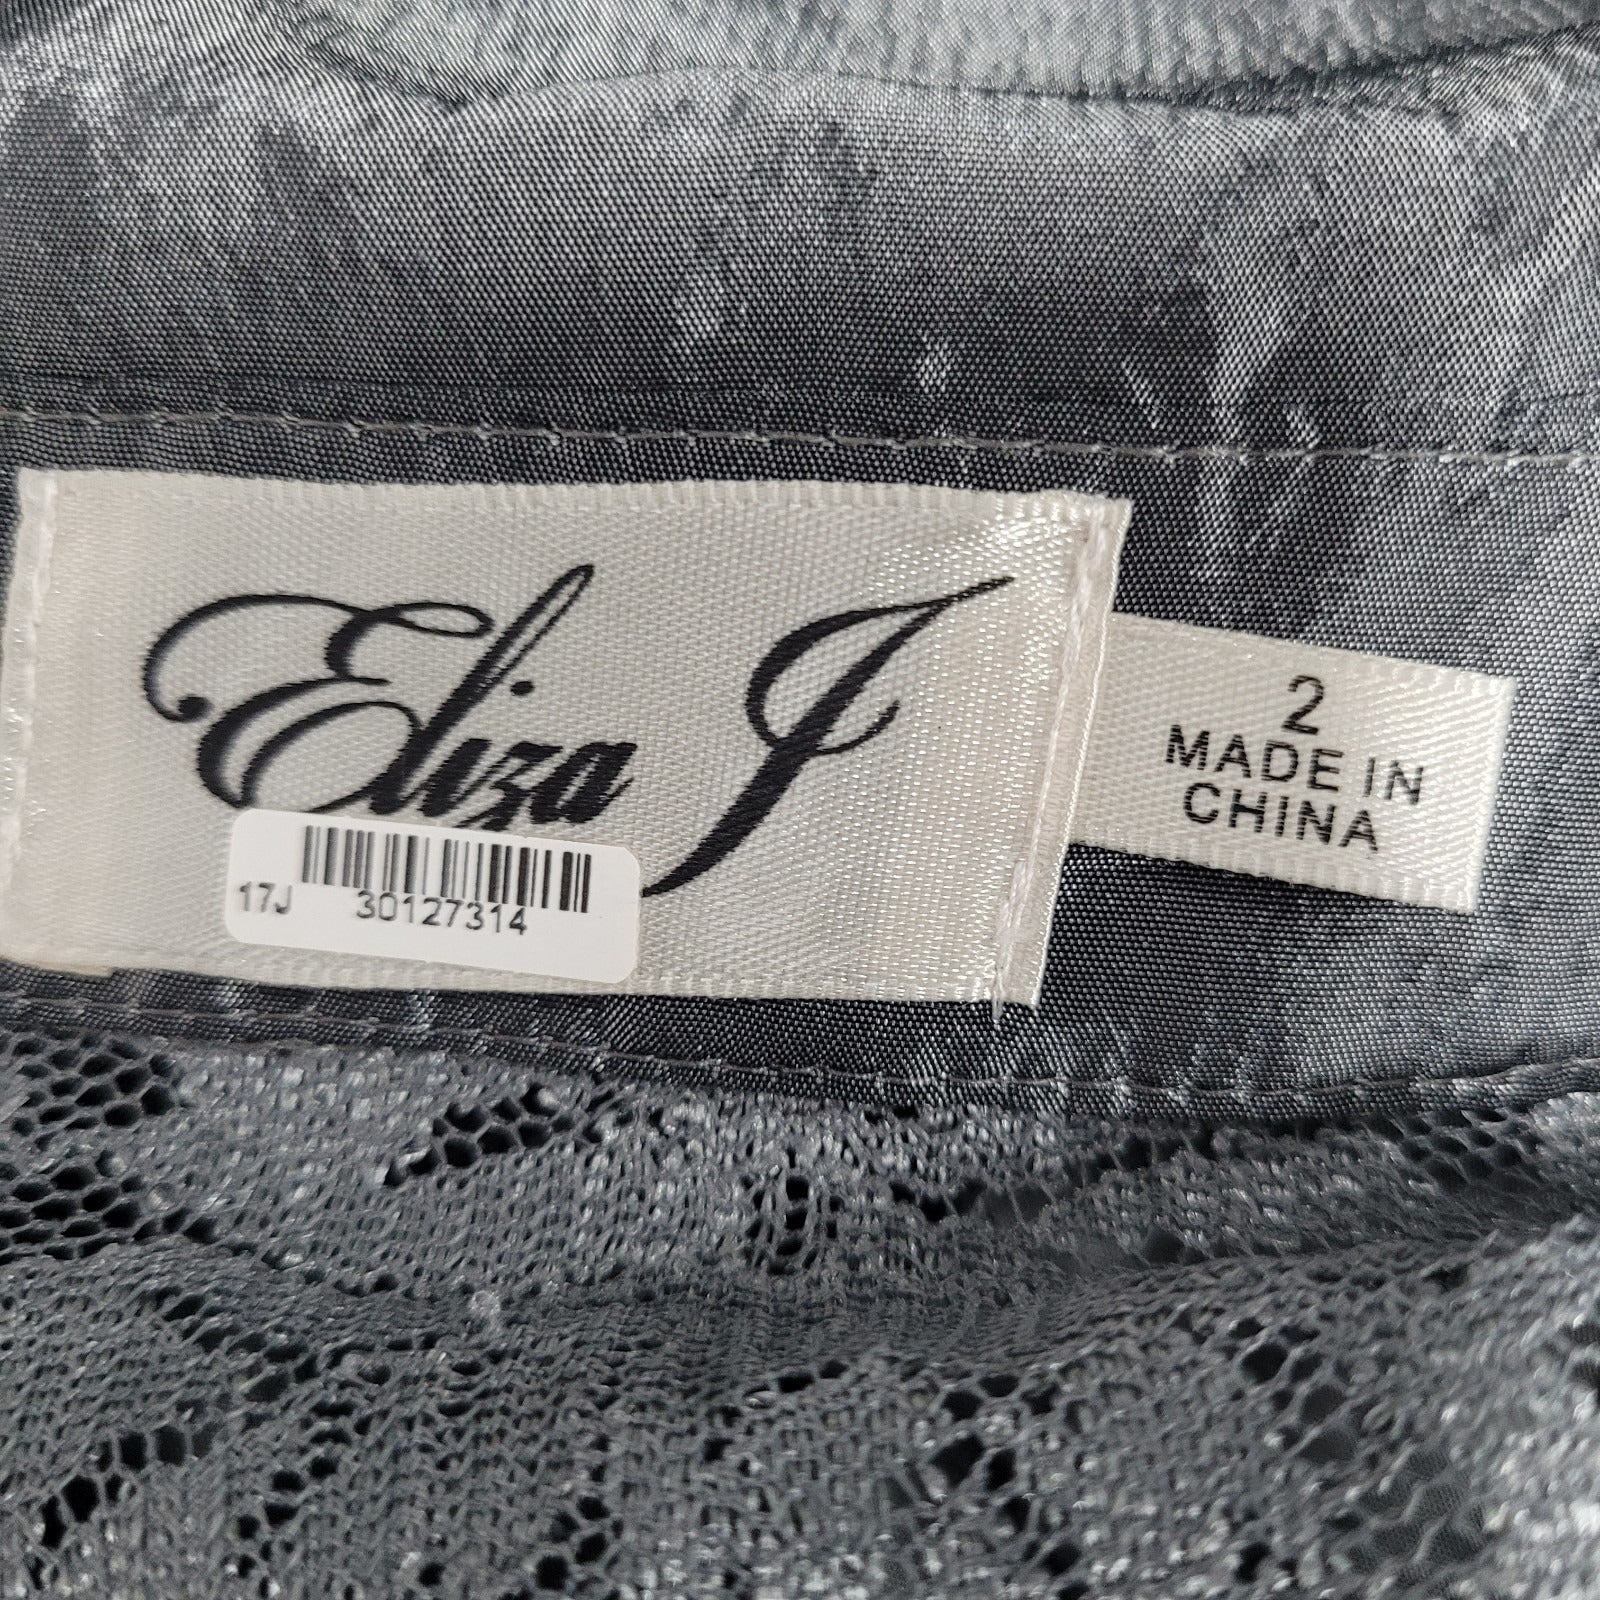 Eliza J
17J 30127314
2
MADE IN
CHINA